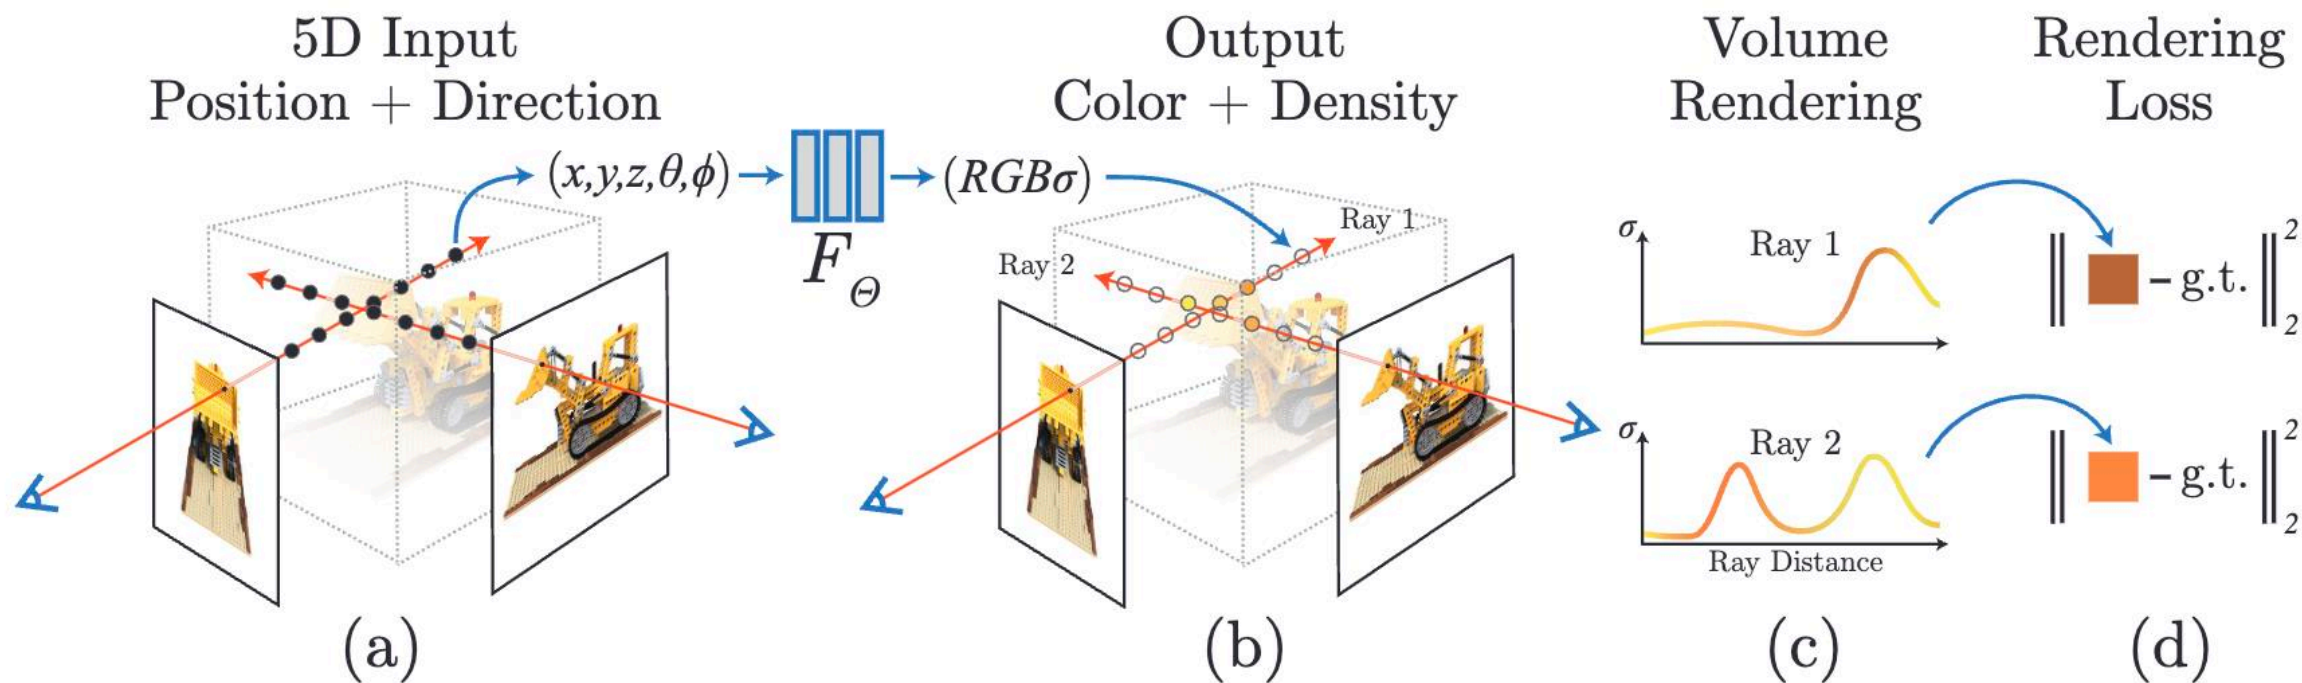 5D Input
Position + Direction
(x,y,z,θ,ϕ)
F_Θ
Output
Color + Density
(RGBσ)
Ray 1
Ray 2
Volume
Rendering
σ
Ray 1
σ
Ray 2
Ray Distance
Rendering
Loss
‖ - g.t. ‖²₂
‖ - g.t. ‖²₂
(a)
(b)
(c)
(d)